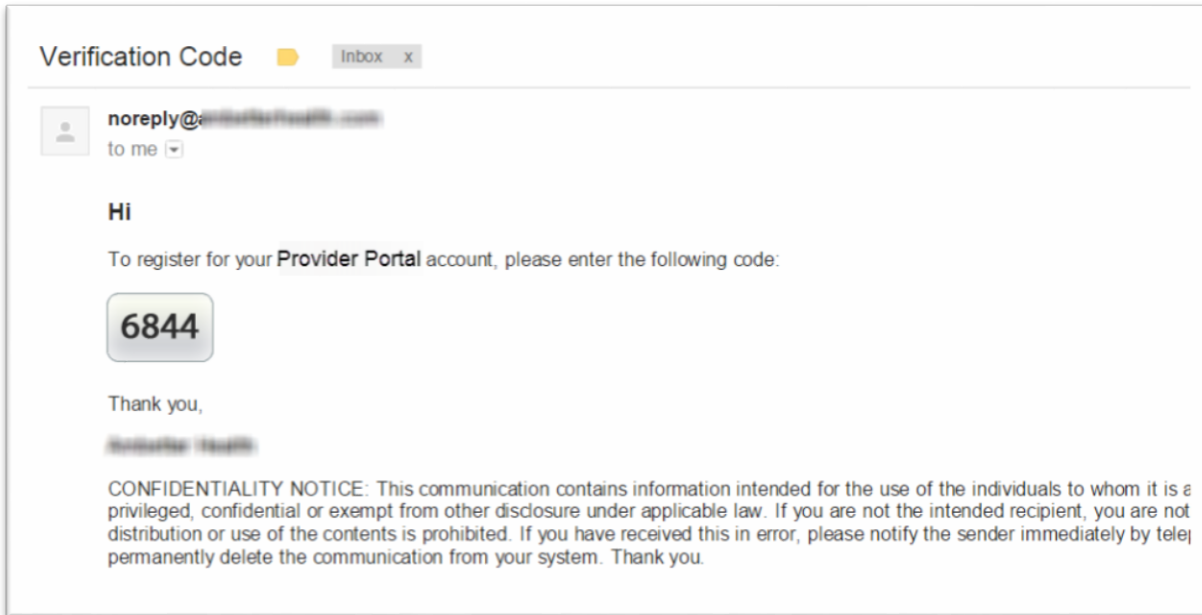 Verification Code Inbox x
noreply@
to me
Hi
To register for your Provider Portal account, please enter the following code:
6844
Thank you,
CONFIDENTIALITY NOTICE: This communication contains information intended for the use of the individuals to whom it is a
privileged, confidential or exempt from other disclosure under applicable law. If you are not the intended recipient, you are not
distribution or use of the contents is prohibited. If you have received this in error, please notify the sender immediately by tele
permanently delete the communication from your system. Thank you.